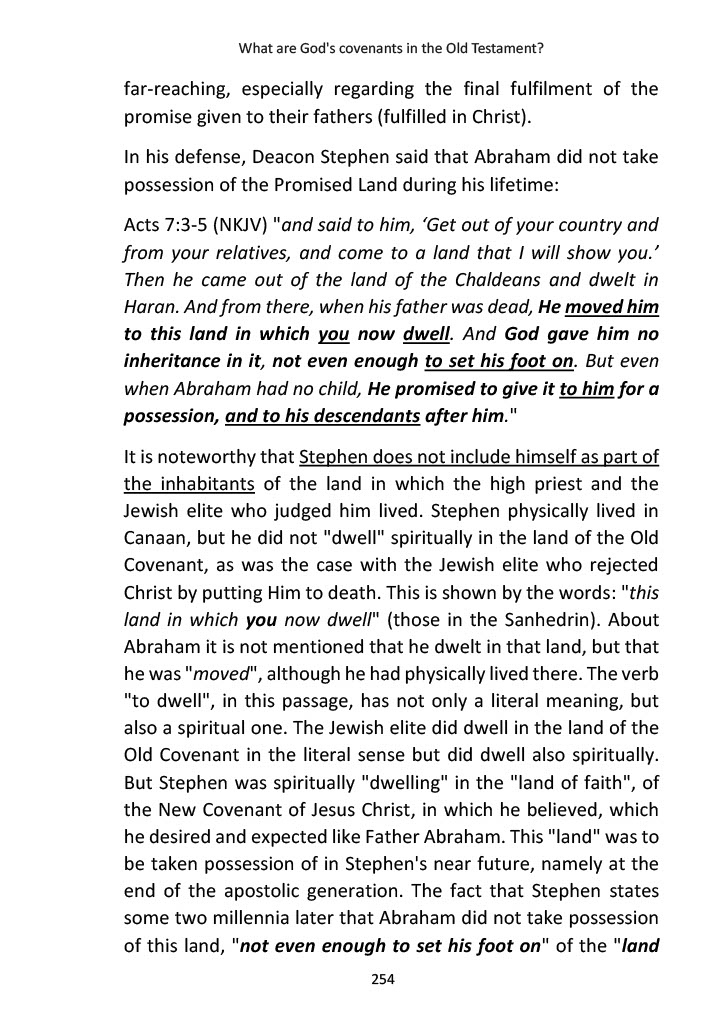 What are God's covenants in the Old Testament?
far-reaching, especially regarding the final fulfilment of the
promise given to their fathers (fulfilled in Christ).
In his defense, Deacon Stephen said that Abraham did not take
possession of the Promised Land during his lifetime:
Acts 7:3-5 (NKJV) "and said to him, ‘Get out of your country and
from your relatives, and come to a land that I will show you.’
Then he came out of the land of the Chaldeans and dwelt in
Haran. And from there, when his father was dead, He moved him
to this land in which you now dwell. And God gave him no
inheritance in it, not even enough to set his foot on. But even
when Abraham had no child, He promised to give it to him for a
possession, and to his descendants after him."
It is noteworthy that Stephen does not include himself as part of
the inhabitants of the land in which the high priest and the
Jewish elite who judged him lived. Stephen physically lived in
Canaan, but he did not "dwell" spiritually in the land of the Old
Covenant, as was the case with the Jewish elite who rejected
Christ by putting Him to death. This is shown by the words: "this
land in which you now dwell" (those in the Sanhedrin). About
Abraham it is not mentioned that he dwelt in that land, but that
he was "moved", although he had physically lived there. The verb
"to dwell", in this passage, has not only a literal meaning, but
also a spiritual one. The Jewish elite did dwell in the land of the
Old Covenant in the literal sense but did dwell also spiritually.
But Stephen was spiritually "dwelling" in the "land of faith", of
the New Covenant of Jesus Christ, in which he believed, which
he desired and expected like Father Abraham. This "land" was to
be taken possession of in Stephen's near future, namely at the
end of the apostolic generation. The fact that Stephen states
some two millennia later that Abraham did not take possession
of this land, "not even enough to set his foot on" of the "land
254